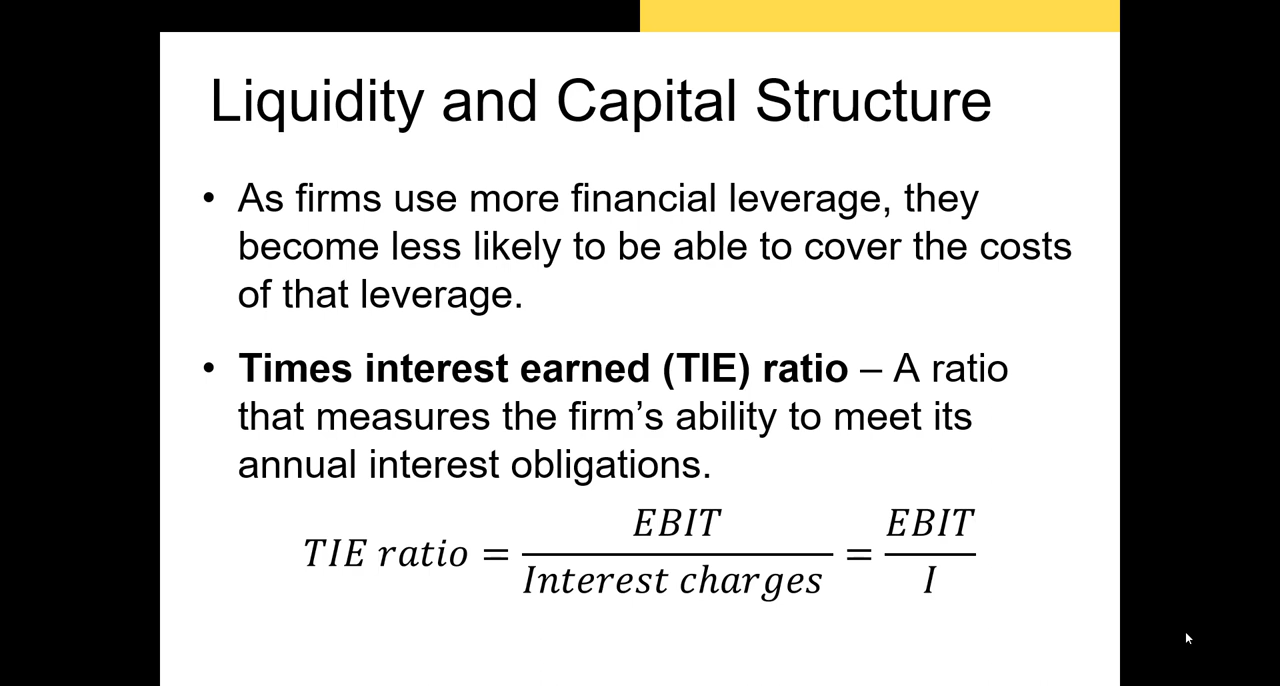 Liquidity and Capital Structure
• As firms use more financial leverage, they
become less likely to be able to cover the costs
of that leverage.
• Times interest earned (TIE) ratio – A ratio
that measures the firm’s ability to meet its
annual interest obligations.
TIE ratio = EBIT / Interest charges = EBIT / I